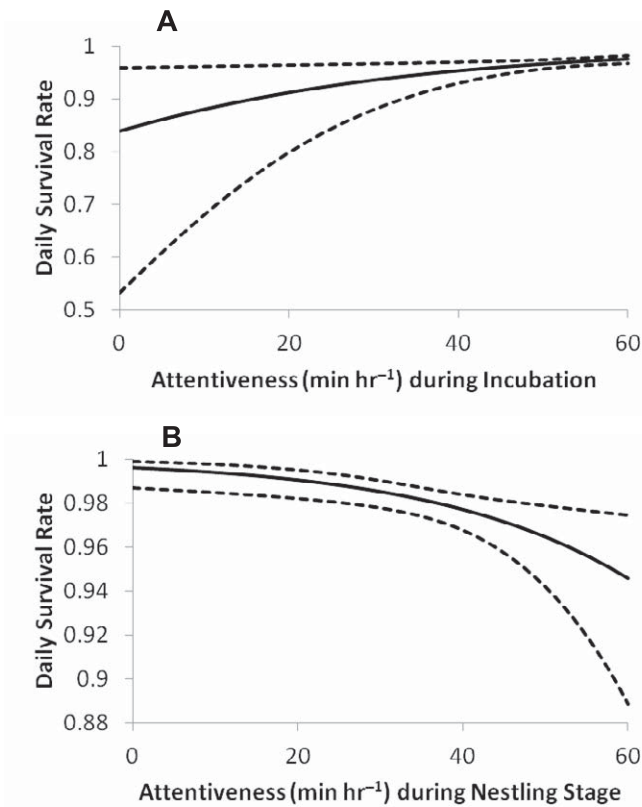 A
1
0.9
0.8
0.7
0.6
0.5
Daily Survival Rate
0 20 40 60
Attentiveness (min hr⁻¹) during Incubation
B
1
0.98
0.96
0.94
0.92
0.9
0.88
Daily Survival Rate
0 20 40 60
Attentiveness (min hr⁻¹) during Nestling Stage